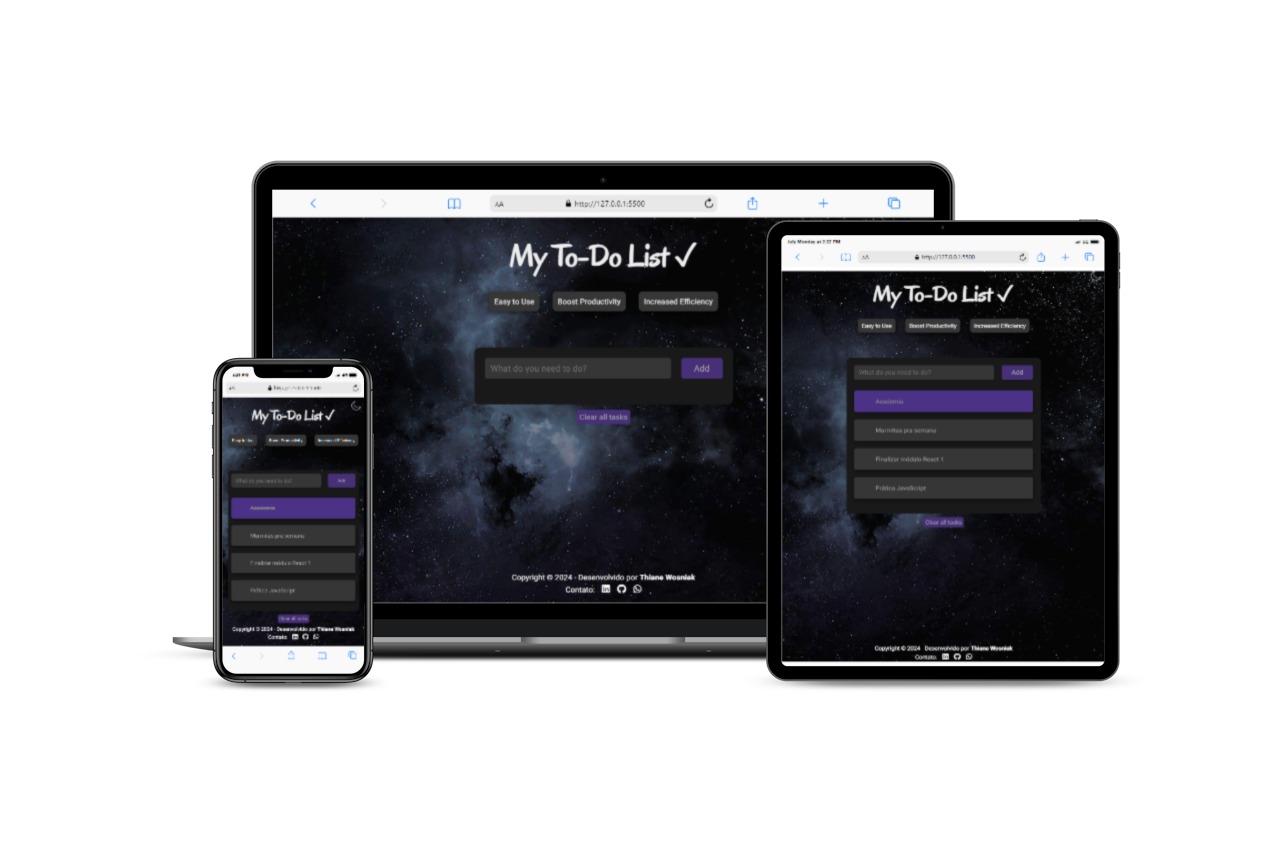 AA http://127.0.0.1:5500
My To-Do List ✓
Easy to Use Boost Productivity Increased Efficiency
What do you need to do? Add
Clear all tasks
Copyright © 2024 - Desenvolvido por Thiane Wosniak
Contato:
AA
My To-Do List ✓
Easy to Use Boost Productivity Increased Efficiency
What do you need to do? Add
Academia
Marmitas pra semana
Finalizar módulo React 1
Prática JavaScript
Clear all tasks
Copyright © 2024 - Desenvolvido por Thiane Wosniak
Contato:
July Monday at 2:22 PM 5G
AA http://127.0.0.1:5500
My To-Do List ✓
Easy to Use Boost Productivity Increased Efficiency
What do you need to do? Add
Academia
Marmitas pra semana
Finalizar módulo React 1
Prática JavaScript
Clear all tasks
Copyright © 2024 Desenvolvido por Thiane Wosniak
Contato: